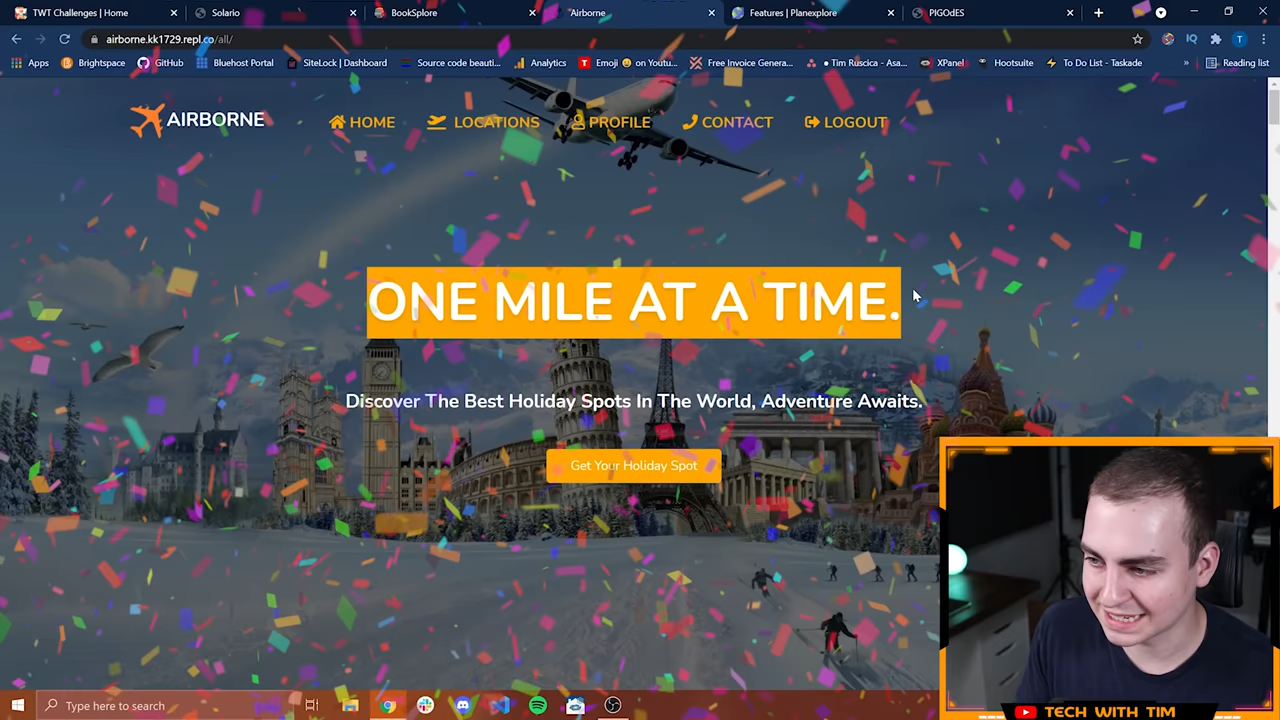 TWT Challenges | Home
Solario
BookSplore
Airborne
Features | Planexplore
PIGOdES
airborne.kk1729.repl.co/all/
T
Apps
Brightspace
GitHub
Bluehost Portal
SiteLock | Dashboard
Source code beauti...
Analytics
Emoji 😀 on Youtu...
Free Invoice Genera...
• Tim Ruscica - Asa...
XPanel
Hootsuite
To Do List - Taskade
»
Reading list
AIRBORNE
HOME
LOCATIONS
PROFILE
CONTACT
LOGOUT
ONE MILE AT A TIME.
Discover The Best Holiday Spots In The World, Adventure Awaits.
Get Your Holiday Spot
Type here to search
TECH WITH TIM